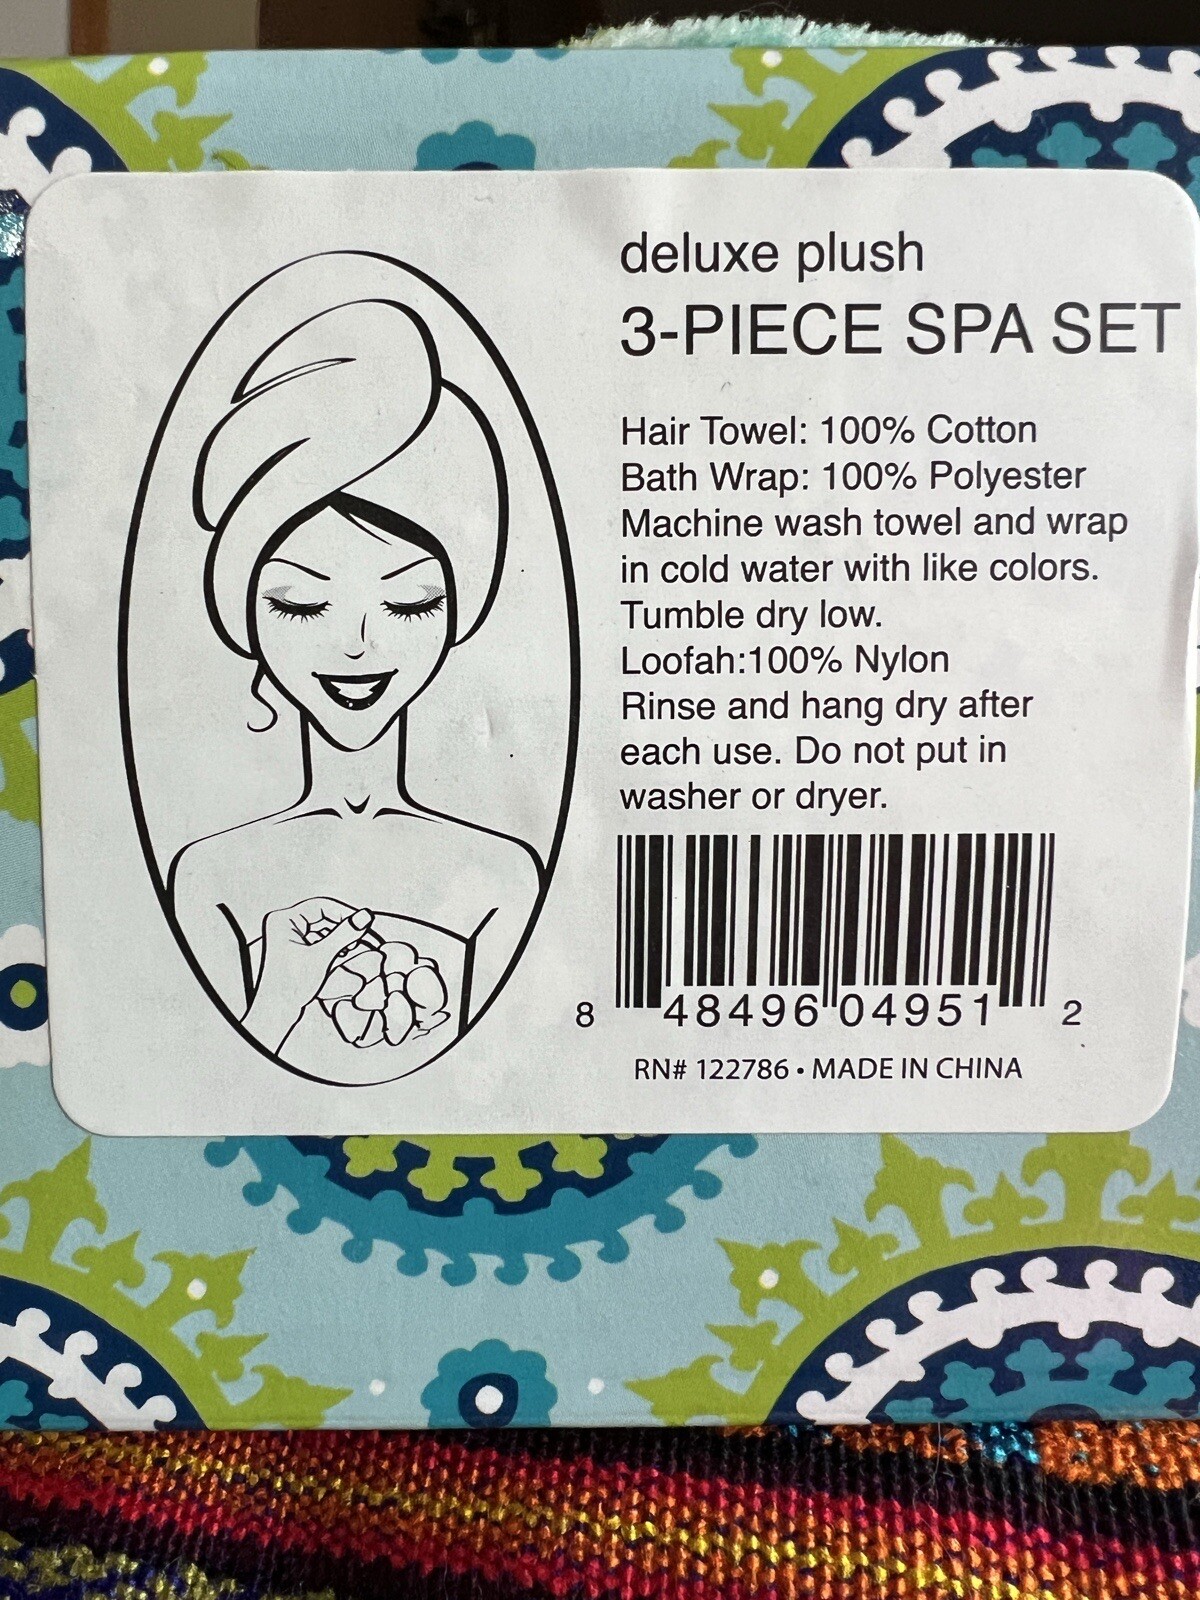 deluxe plush
3-PIECE SPA SET
Hair Towel: 100% Cotton
Bath Wrap: 100% Polyester
Machine wash towel and wrap
in cold water with like colors.
Tumble dry low.
Loofah:100% Nylon
Rinse and hang dry after
each use. Do not put in
washer or dryer.
8 48496 04951 2
RN# 122786 • MADE IN CHINA